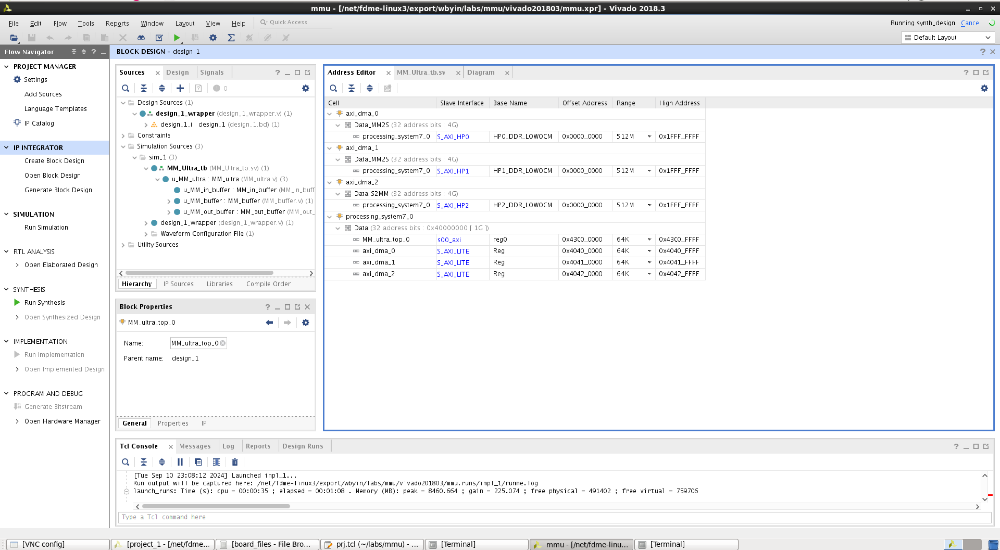 mmu - [/net/fdme-linux3/export/wbyin/labs/mmu/vivado201803/mmu.xpr] - Vivado 2018.3
File Edit Flow Tools Reports Window Layout View Help Quick Access
Running synth_design Cancel
Default Layout
Flow Navigator
PROJECT MANAGER
Settings
Add Sources
Language Templates
IP Catalog
IP INTEGRATOR
Create Block Design
Open Block Design
Generate Block Design
SIMULATION
Run Simulation
RTL ANALYSIS
Open Elaborated Design
SYNTHESIS
Run Synthesis
Open Synthesized Design
IMPLEMENTATION
Run Implementation
Open Implemented Design
PROGRAM AND DEBUG
Generate Bitstream
Open Hardware Manager
BLOCK DESIGN - design_1
Sources Design Signals
0
Design Sources (1)
design_1_wrapper (design_1_wrapper.v) (1)
design_1_i : design_1 (design_1.bd) (1)
Constraints
Simulation Sources (3)
sim_1 (3)
MM_Ultra_tb (MM_Ultra_tb.sv) (1)
u_MM_ultra : MM_ultra (MM_ultra.v) (3)
u_MM_in_buffer : MM_in_buffer (MM_in_buff
u_MM_buffer : MM_buffer (MM_buffer.v) (1)
u_MM_out_buffer : MM_out_buffer (MM_out_
design_1_wrapper (design_1_wrapper.v) (1)
Waveform Configuration File (1)
Utility Sources
Hierarchy IP Sources Libraries Compile Order
Block Properties
MM_ultra_top_0
Name: MM_ultra_top_0
Parent name: design_1
General Properties IP
Address Editor MM_Ultra_tb.sv Diagram
Cell Slave Interface Base Name Offset Address Range High Address
axi_dma_0
Data_MM2S (32 address bits : 4G)
processing_system7_0 S_AXI_HP0 HP0_DDR_LOWOCM 0x0000_0000 512M 0x1FFF_FFFF
axi_dma_1
Data_MM2S (32 address bits : 4G)
processing_system7_0 S_AXI_HP1 HP1_DDR_LOWOCM 0x0000_0000 512M 0x1FFF_FFFF
axi_dma_2
Data_S2MM (32 address bits : 4G)
processing_system7_0 S_AXI_HP2 HP2_DDR_LOWOCM 0x0000_0000 512M 0x1FFF_FFFF
processing_system7_0
Data (32 address bits : 0x40000000 [ 1G ])
MM_ultra_top_0 s00_axi reg0 0x43C0_0000 64K 0x43C0_FFFF
axi_dma_0 S_AXI_LITE Reg 0x4040_0000 64K 0x4040_FFFF
axi_dma_1 S_AXI_LITE Reg 0x4041_0000 64K 0x4041_FFFF
axi_dma_2 S_AXI_LITE Reg 0x4042_0000 64K 0x4042_FFFF
Tcl Console Messages Log Reports Design Runs
[Tue Sep 10 23:08:12 2024] Launched impl_1...
Run output will be captured here: /net/fdme-linux3/export/wbyin/labs/mmu/vivado201803/mmu.runs/impl_1/runme.log
launch_runs: Time (s): cpu = 00:00:35 ; elapsed = 00:01:08 . Memory (MB): peak = 8460.664 ; gain = 225.074 ; free physical = 491402 ; free virtual = 759706
Type a Tcl command here
[VNC config] [project_1 - [/net/fdme... [board_files - File Bro... prj.tcl (~/labs/mmu) - ... [Terminal] mmu - [/net/fdme-linu... [Terminal]